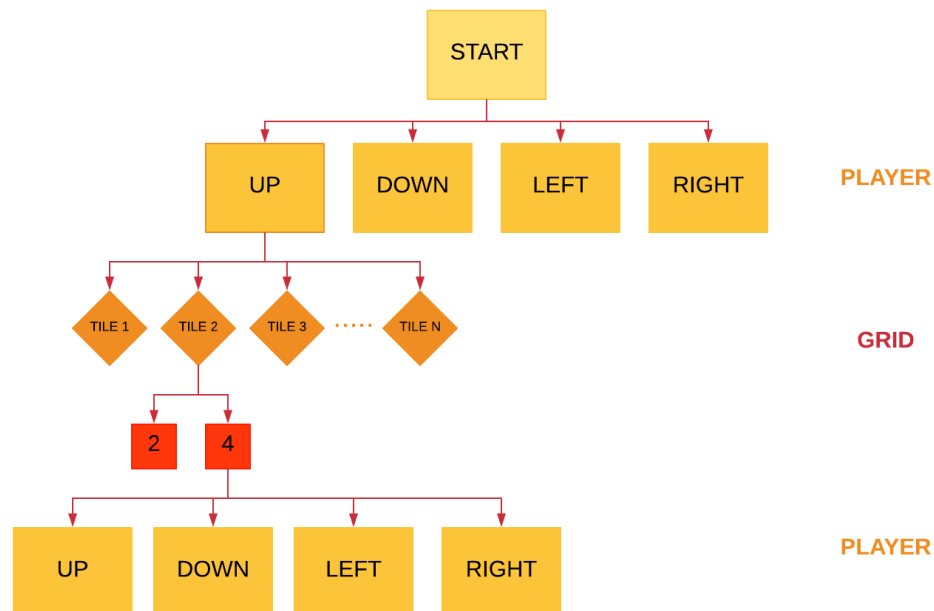 START
UP
DOWN
LEFT
RIGHT
PLAYER
TILE 1
TILE 2
TILE 3
TILE N
GRID
2
4
UP
DOWN
LEFT
RIGHT
PLAYER